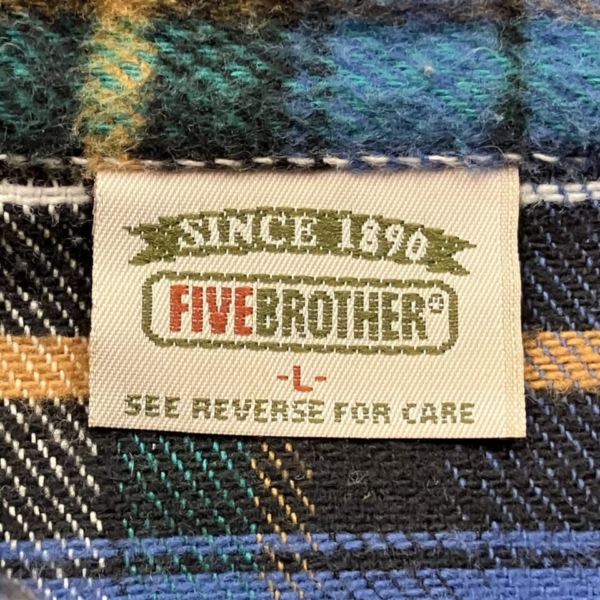 SINCE 1890
FIVEBROTHER®
-L-
SEE REVERSE FOR CARE